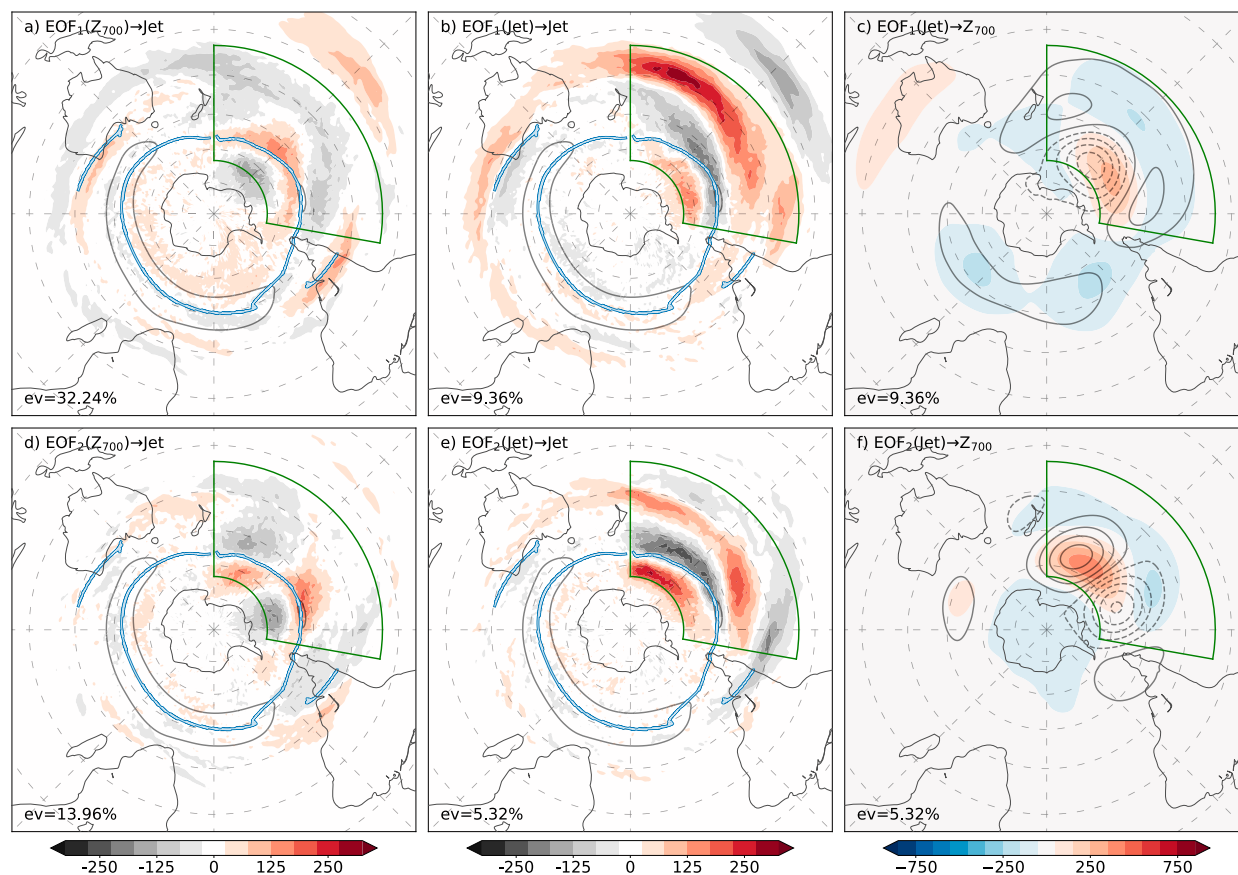 a) EOF₁(Z₇₀₀)→Jet
b) EOF₁(Jet)→Jet
c) EOF₁(Jet)→Z₇₀₀
ev=32.24%
ev=9.36%
ev=9.36%
d) EOF₂(Z₇₀₀)→Jet
e) EOF₂(Jet)→Jet
f) EOF₂(Jet)→Z₇₀₀
ev=13.96%
ev=5.32%
ev=5.32%
-250 -125 0 125 250
-250 -125 0 125 250
−750 −250 250 750